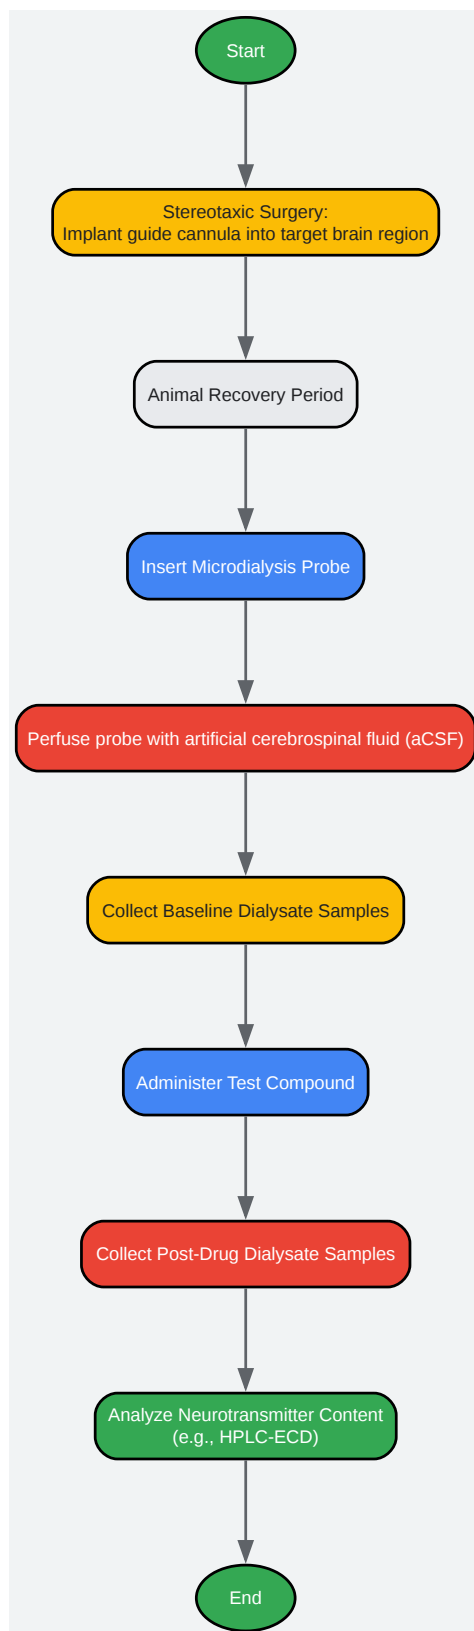 Start
Stereotaxic Surgery:
Implant guide cannula into target brain region
Animal Recovery Period
Insert Microdialysis Probe
Perfuse probe with artificial cerebrospinal fluid (aCSF)
Collect Baseline Dialysate Samples
Administer Test Compound
Collect Post-Drug Dialysate Samples
Analyze Neurotransmitter Content
(e.g., HPLC-ECD)
End